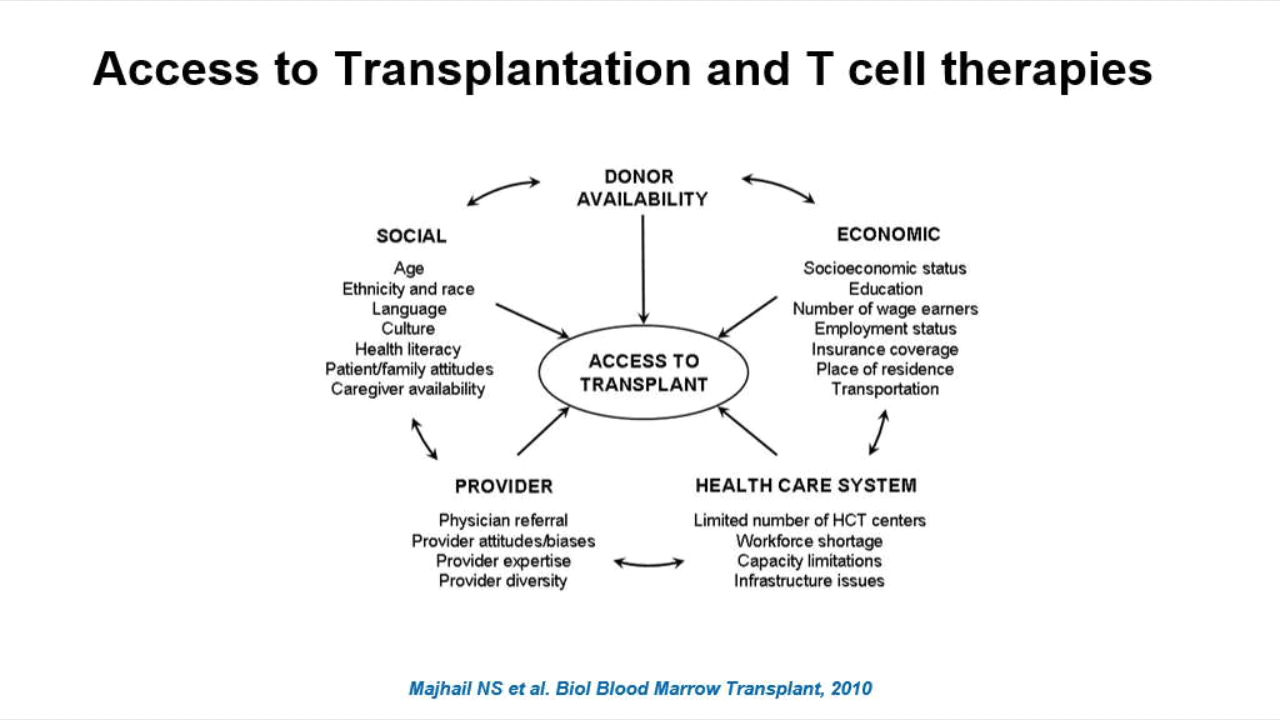 Access to Transplantation and T cell therapies
DONOR
AVAILABILITY
SOCIAL
Age
Ethnicity and race
Language
Culture
Health literacy
Patient/family attitudes
Caregiver availability
ECONOMIC
Socioeconomic status
Education
Number of wage earners
Employment status
Insurance coverage
Place of residence
Transportation
ACCESS TO
TRANSPLANT
PROVIDER
Physician referral
Provider attitudes/biases
Provider expertise
Provider diversity
HEALTH CARE SYSTEM
Limited number of HCT centers
Workforce shortage
Capacity limitations
Infrastructure issues
Majhail NS et al. Biol Blood Marrow Transplant, 2010